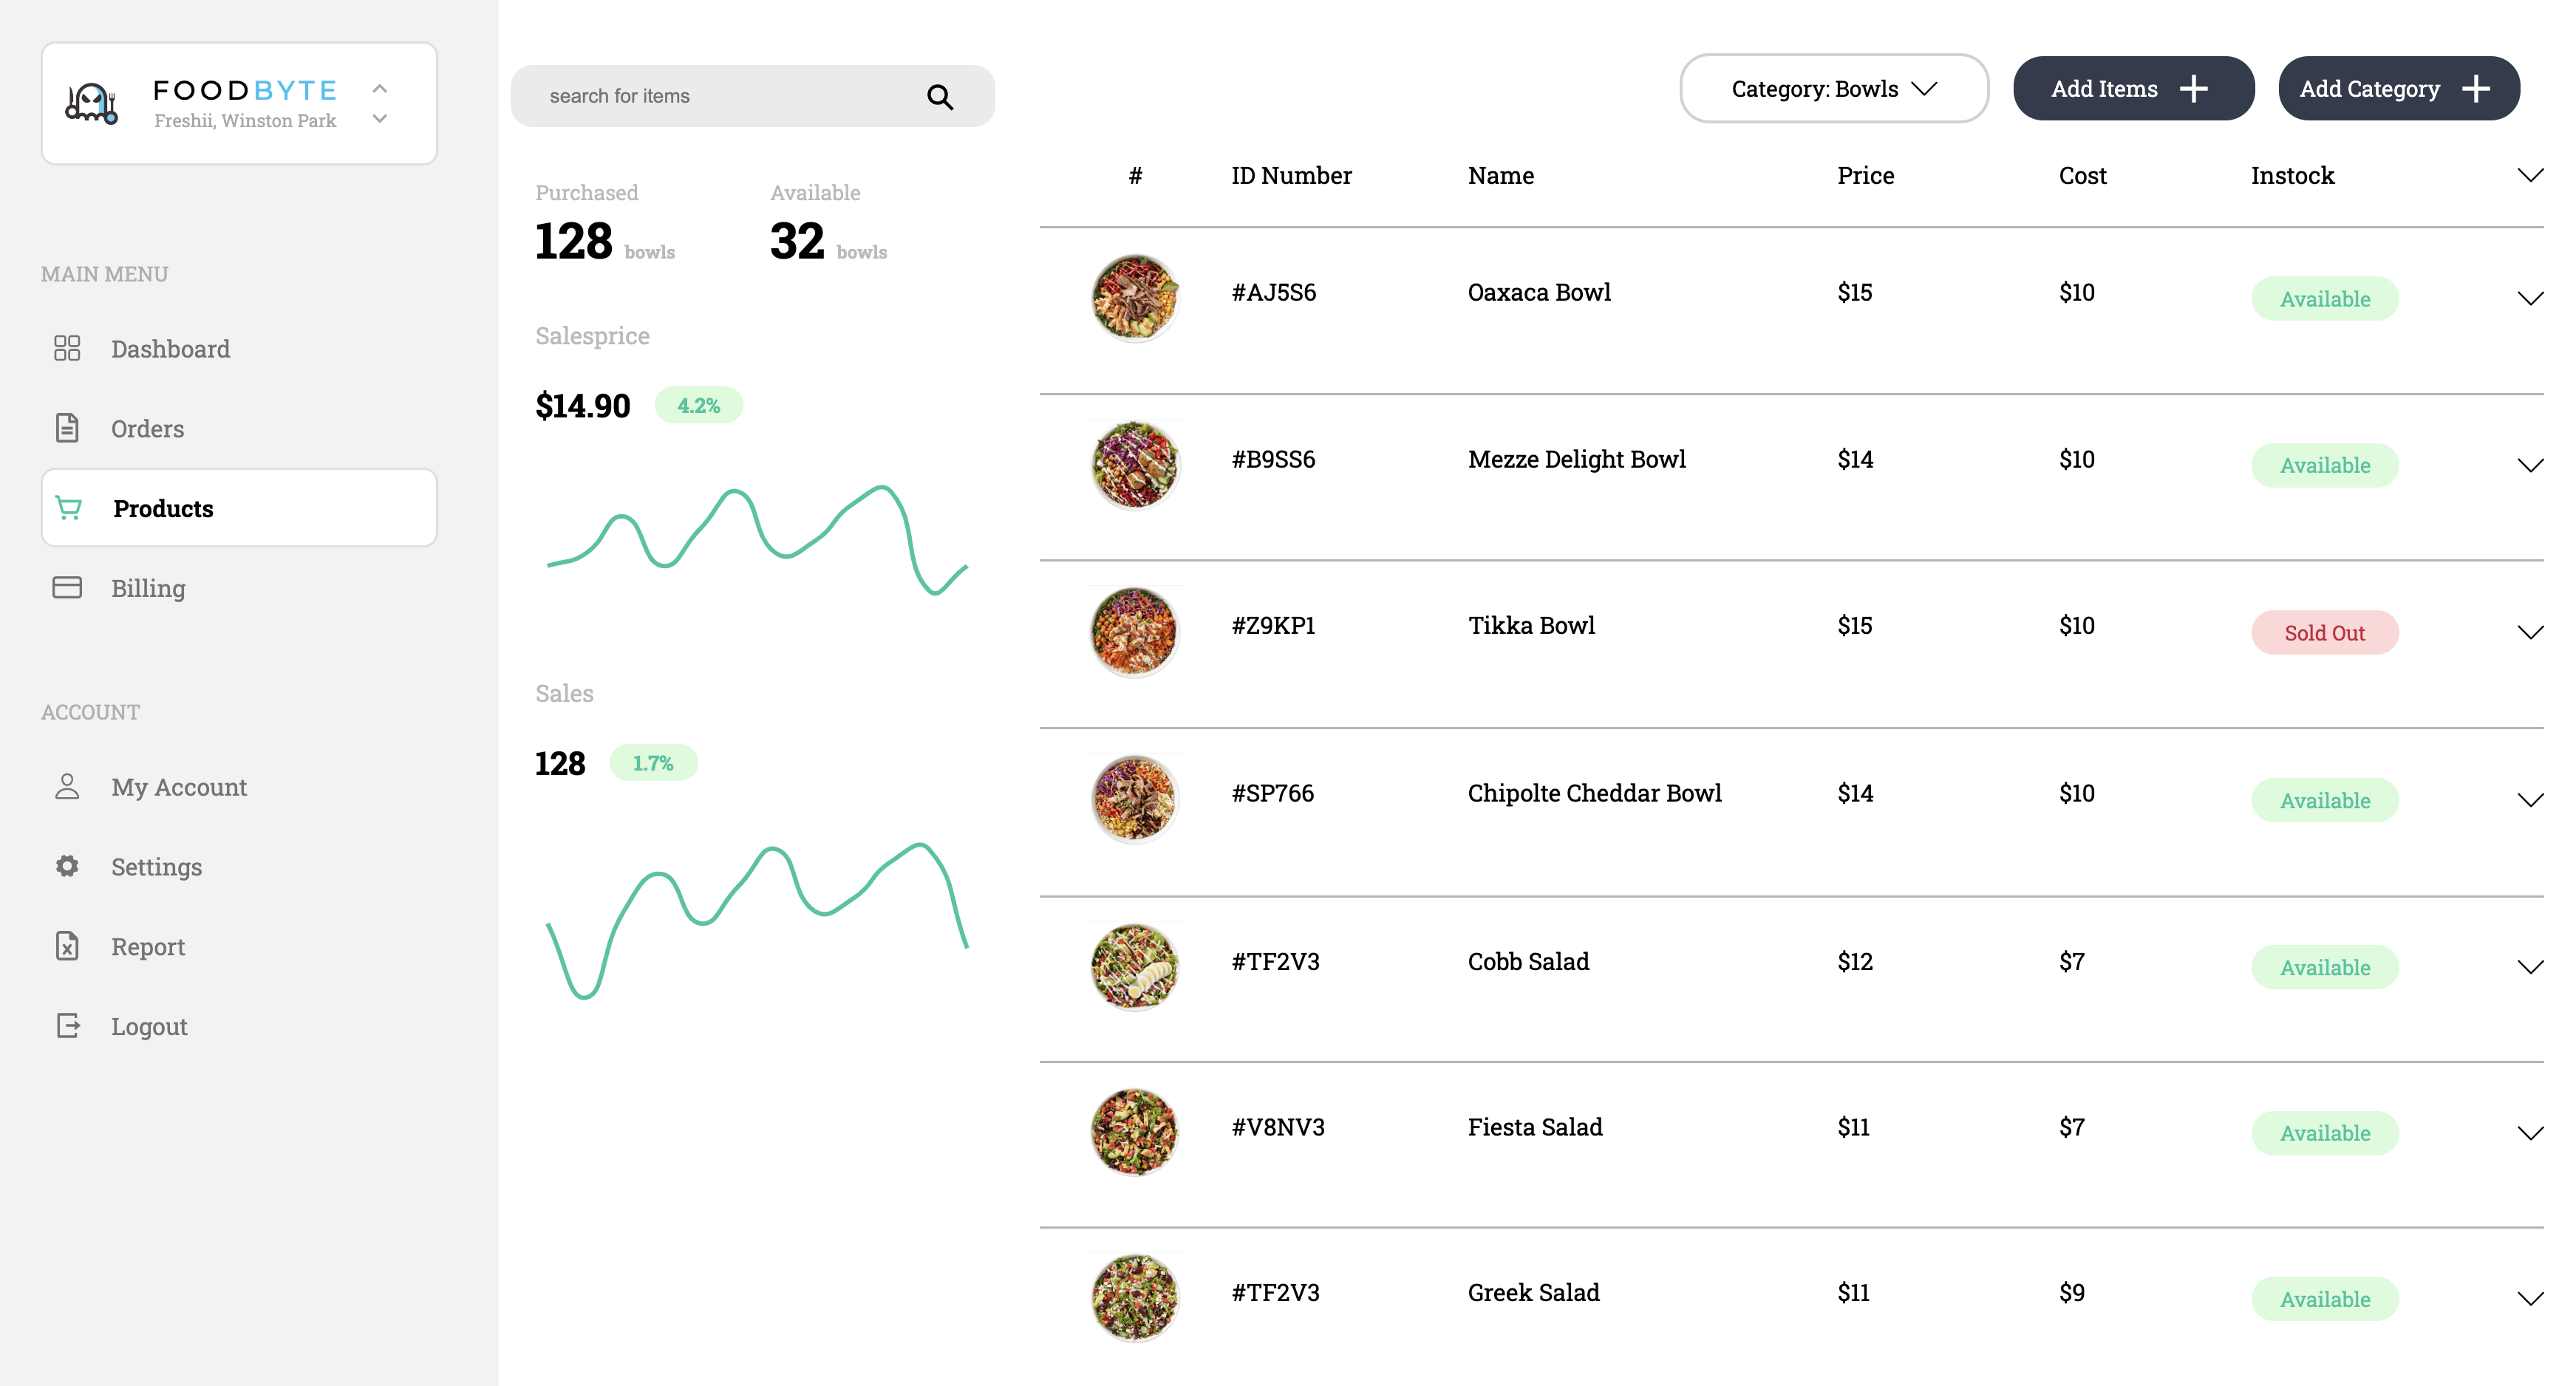 FOODBYTE
Freshii, Winston Park
MAIN MENU
Dashboard
Orders
Products
Billing
ACCOUNT
My Account
Settings
Report
Logout
search for items
Category: Bowls
Add Items
Add Category
Purchased
128 bowls
Available
32 bowls
Salesprice
$14.90 4.2%
Sales
128 1.7%
# ID Number Name Price Cost Instock
#AJ5S6 Oaxaca Bowl $15 $10 Available
#B9SS6 Mezze Delight Bowl $14 $10 Available
#Z9KP1 Tikka Bowl $15 $10 Sold Out
#SP766 Chipolte Cheddar Bowl $14 $10 Available
#TF2V3 Cobb Salad $12 $7 Available
#V8NV3 Fiesta Salad $11 $7 Available
#TF2V3 Greek Salad $11 $9 Available